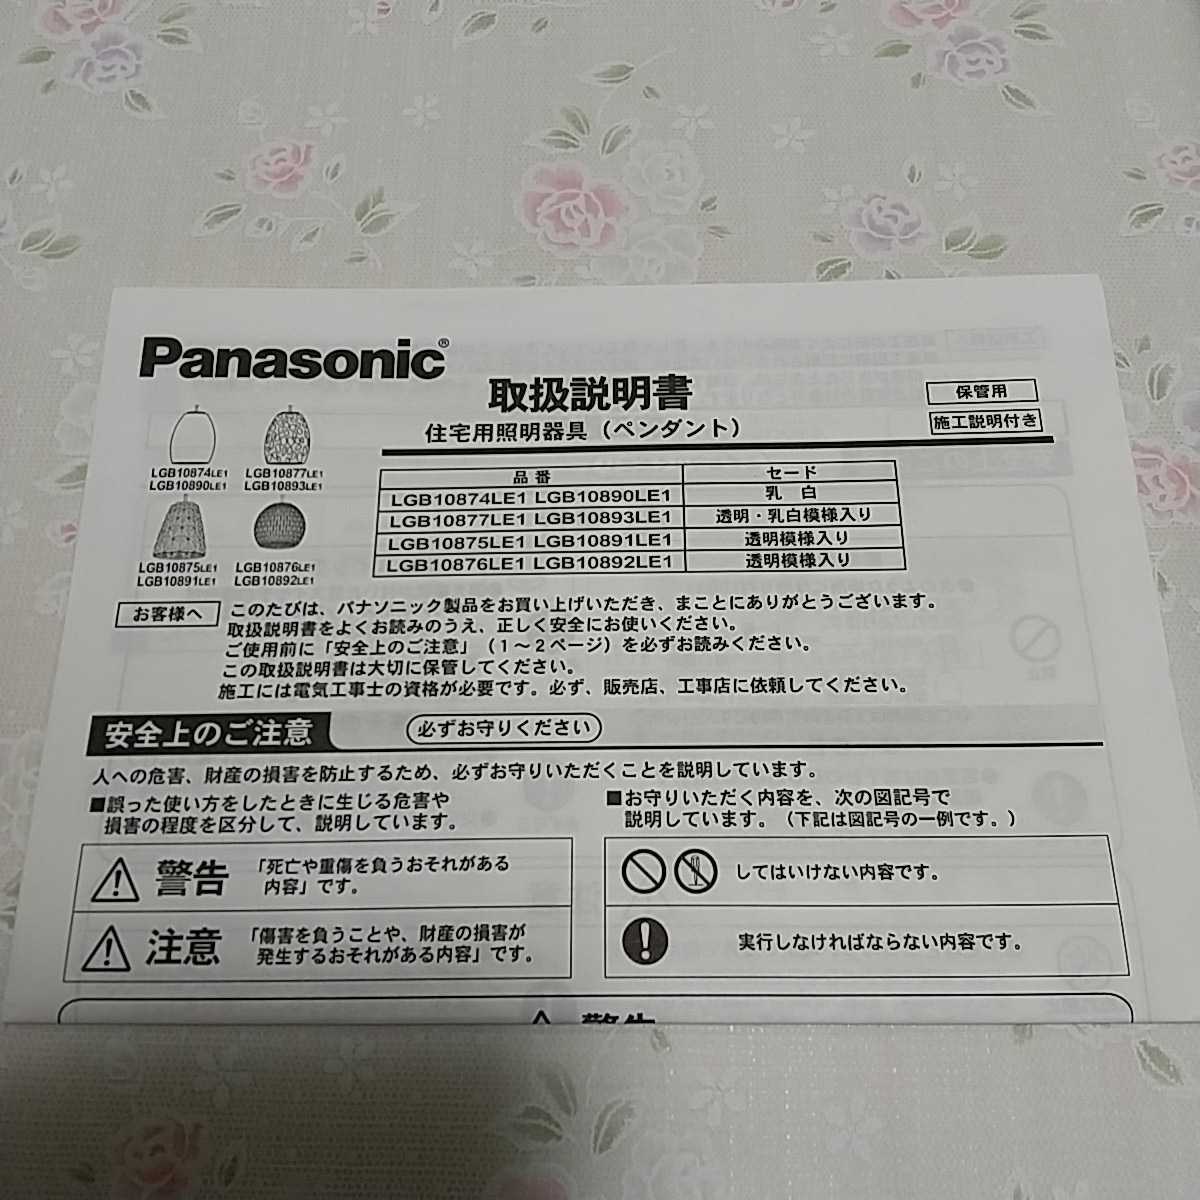 Panasonic®
取扱説明書
住宅用照明器具（ペンダント）
保管用
施工説明付き
LGB10874LE1 LGB10877LE1
LGB10890LE1 LGB10893LE1
LGB10875LE1 LGB10876LE1
LGB10891LE1 LGB10892LE1
品番 セード
LGB10874LE1 LGB10890LE1 乳 白
LGB10877LE1 LGB10893LE1 透明・乳白模様入り
LGB10875LE1 LGB10891LE1 透明模様入り
LGB10876LE1 LGB10892LE1 透明模様入り
お客様へ
このたびは、パナソニック製品をお買い上げいただき、まことにありがとうございます。
取扱説明書をよくお読みのうえ、正しく安全にお使いください。
ご使用前に「安全上のご注意」（１～２ページ）を必ずお読みください。
この取扱説明書は大切に保管してください。
施工には電気工事士の資格が必要です。必ず、販売店、工事店に依頼してください。
安全上のご注意 必ずお守りください
人への危害、財産の損害を防止するため、必ずお守りいただくことを説明しています。
■誤った使い方をしたときに生じる危害や
損害の程度を区分して、説明しています。
警告 「死亡や重傷を負うおそれがある
内容」です。
注意 「傷害を負うことや、財産の損害が
発生するおそれがある内容」です。
■お守りいただく内容を、次の図記号で
説明しています。（下記は図記号の一例です。）
してはいけない内容です。
実行しなければならない内容です。
警告